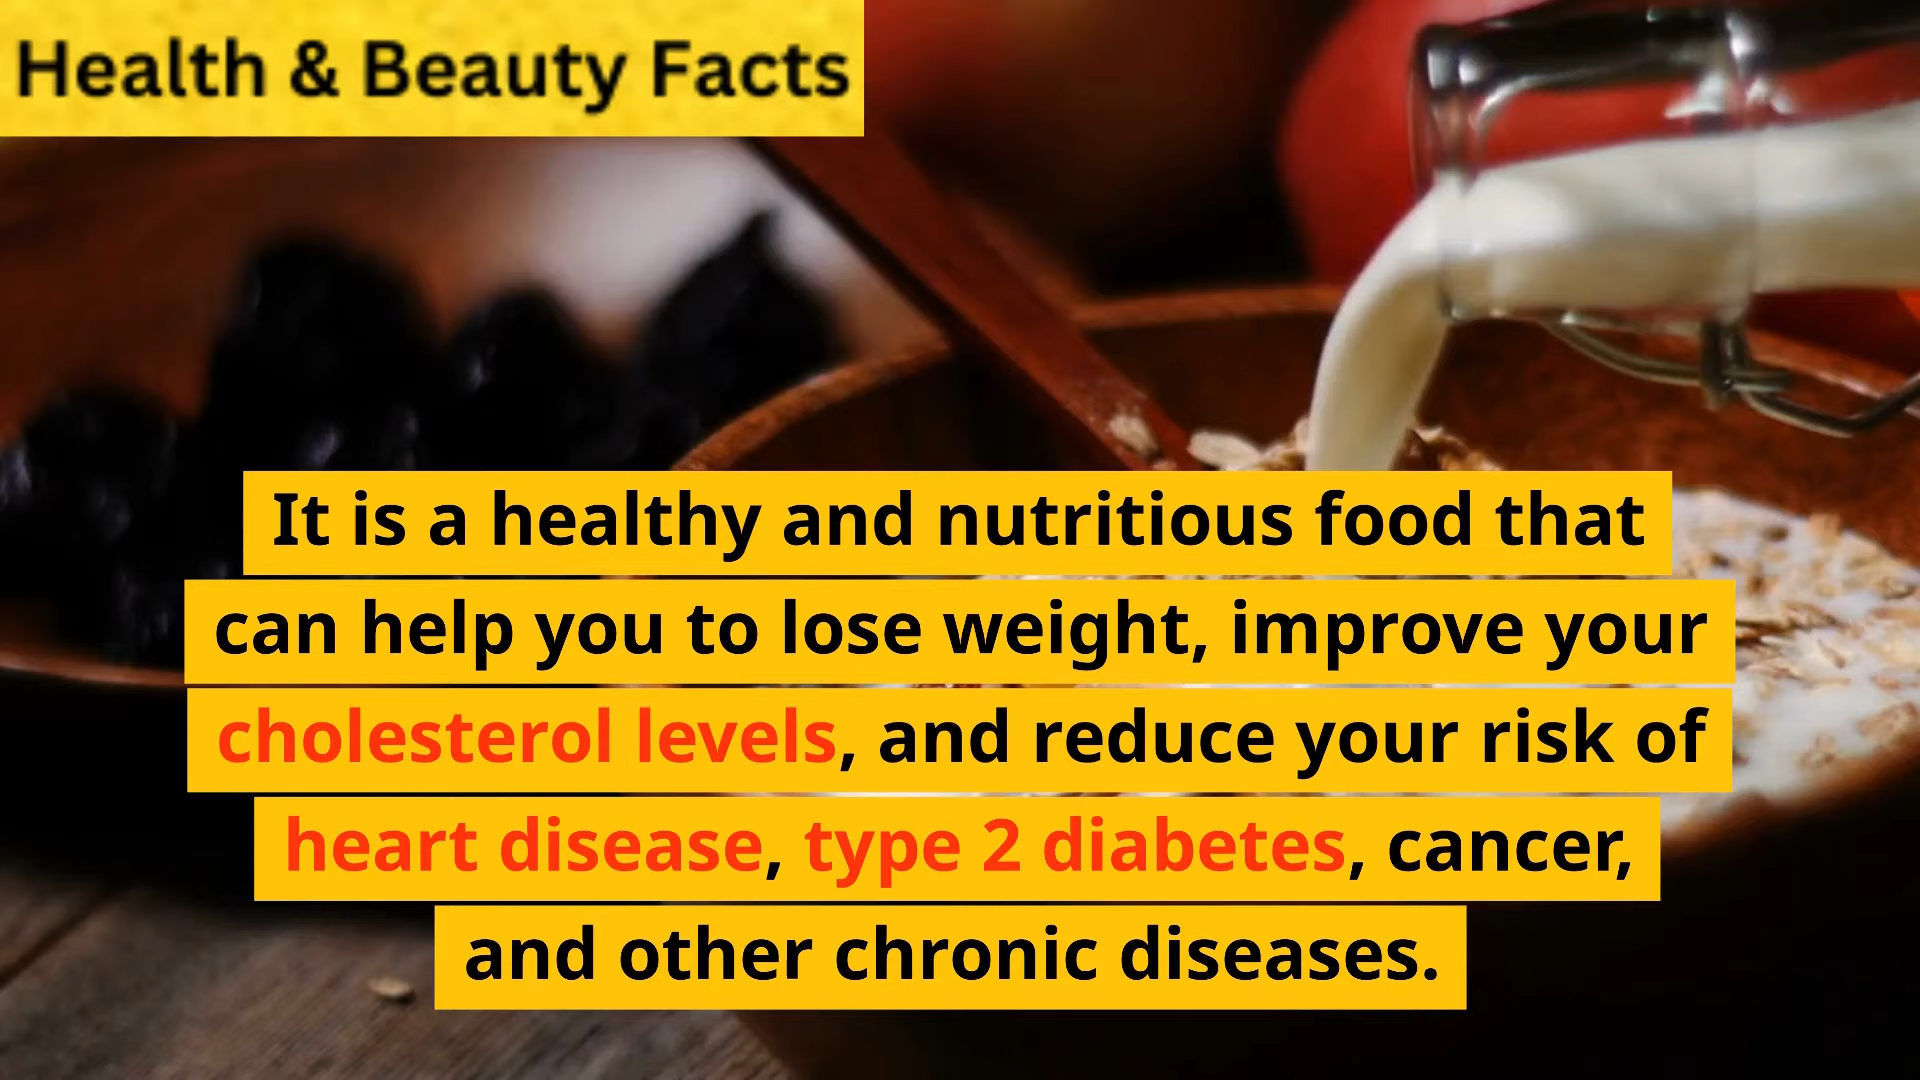 Health & Beauty Facts
It is a healthy and nutritious food that
can help you to lose weight, improve your
cholesterol levels, and reduce your risk of
heart disease, type 2 diabetes, cancer,
and other chronic diseases.